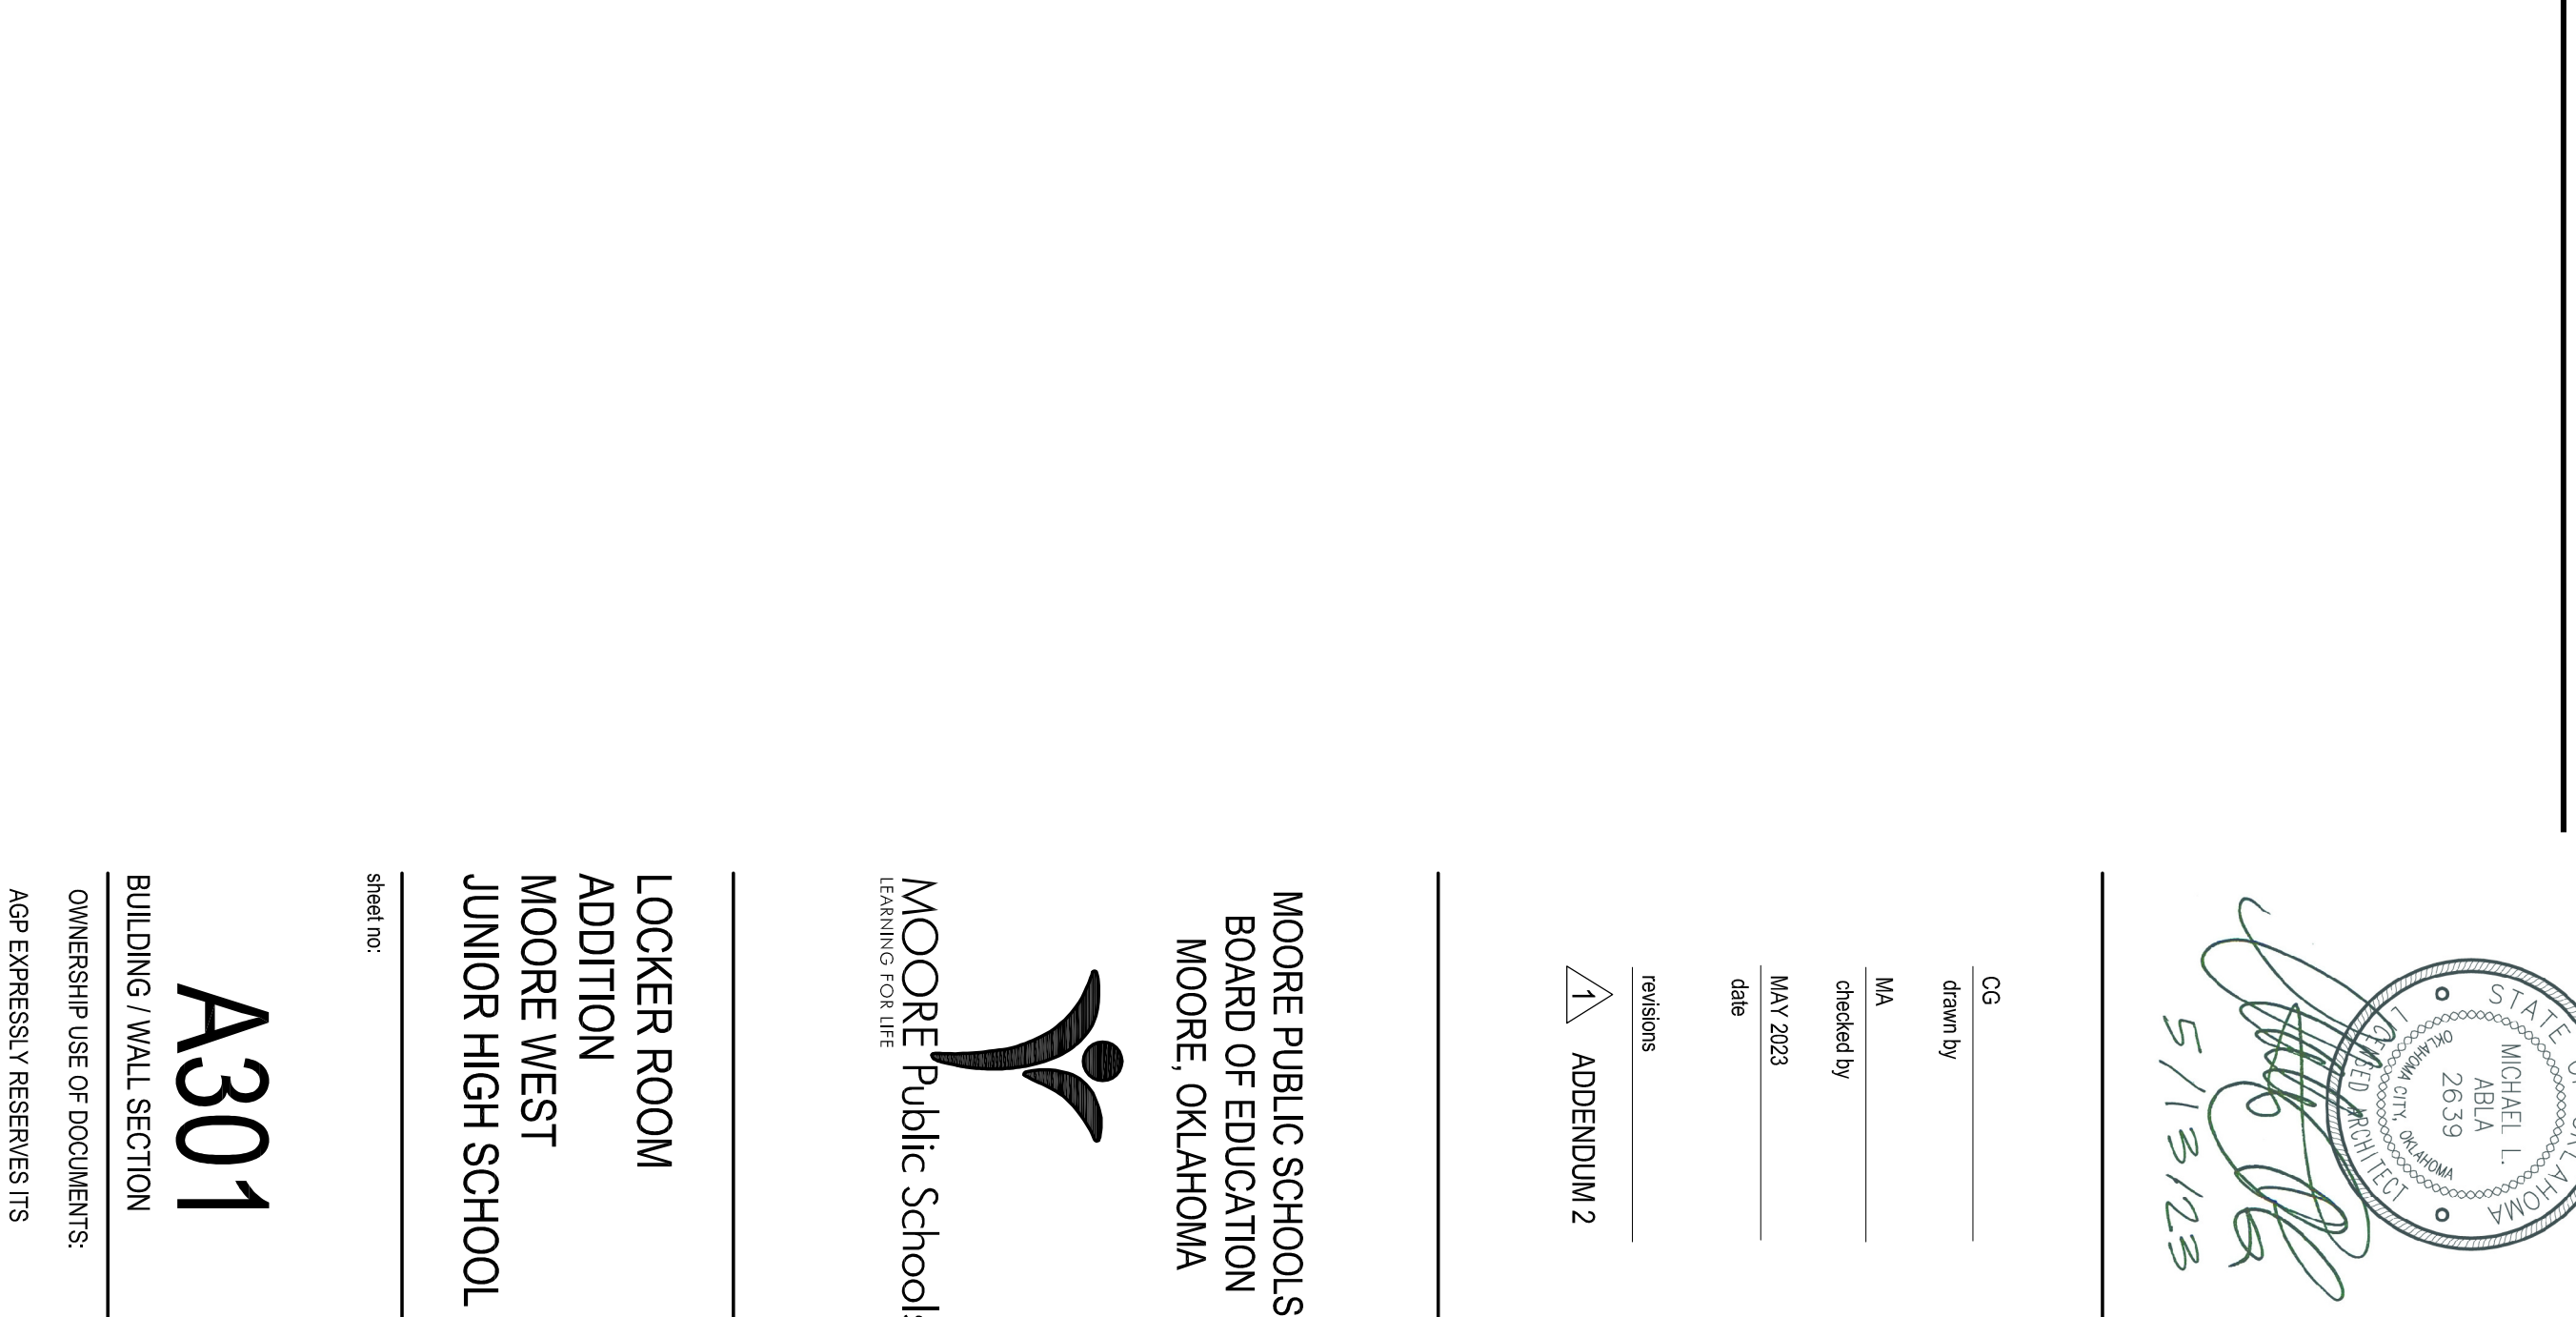 STATE
LAHOMA
MICHAEL L.
ABLA
2639
OKLAHOMA CITY, OKLAHOMA
LICENSED ARCHITECT
5/13/23
CG
drawn by
MA
checked by
MAY 2023
date
revisions
1 ADDENDUM 2
MOORE PUBLIC SCHOOLS
BOARD OF EDUCATION
MOORE, OKLAHOMA
MOORE Public Schools
LEARNING FOR LIFE
LOCKER ROOM
ADDITION
MOORE WEST
JUNIOR HIGH SCHOOL
sheet no:
A301
BUILDING / WALL SECTION
OWNERSHIP USE OF DOCUMENTS:
AGP EXPRESSLY RESERVES ITS